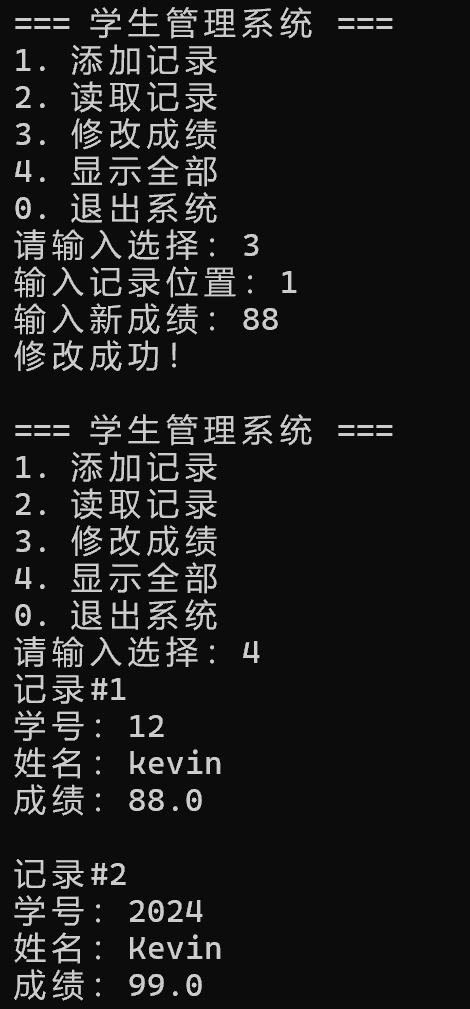 === 学生管理系统 ===
1. 添加记录
2. 读取记录
3. 修改成绩
4. 显示全部
0. 退出系统
请输入选择: 3
输入记录位置: 1
输入新成绩: 88
修改成功!
=== 学生管理系统 ===
1. 添加记录
2. 读取记录
3. 修改成绩
4. 显示全部
0. 退出系统
请输入选择: 4
记录#1
学号: 12
姓名: kevin
成绩: 88.0
记录#2
学号: 2024
姓名: Kevin
成绩: 99.0